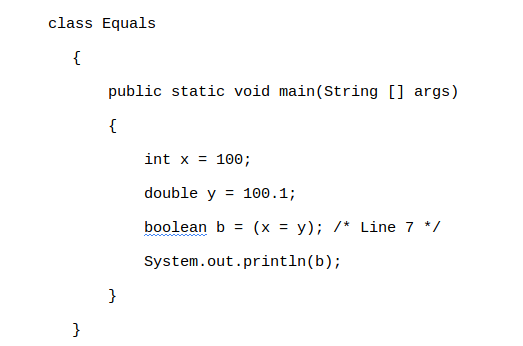 class Equals
{
public static void main(String [] args)
{
int x = 100;
double y = 100.1;
boolean b = (x = y); /* Line 7 */
System.out.println(b);
}
}